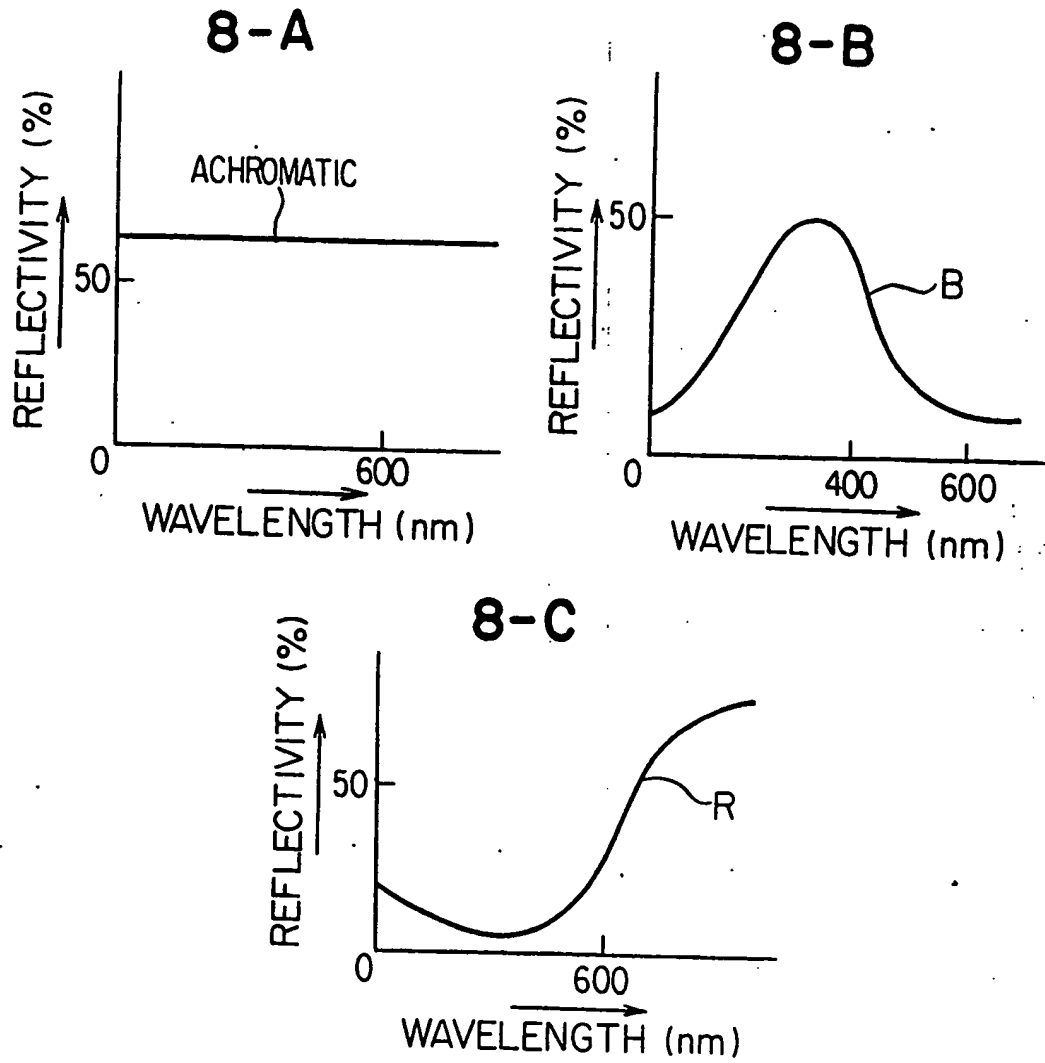 8-A
REFLECTIVITY (%)
ACHROMATIC
50
0
600
WAVELENGTH (nm)
8-B
REFLECTIVITY (%)
50
B
0
400
600
WAVELENGTH (nm)
8-C
REFLECTIVITY (%)
50
R
0
600
WAVELENGTH (nm)